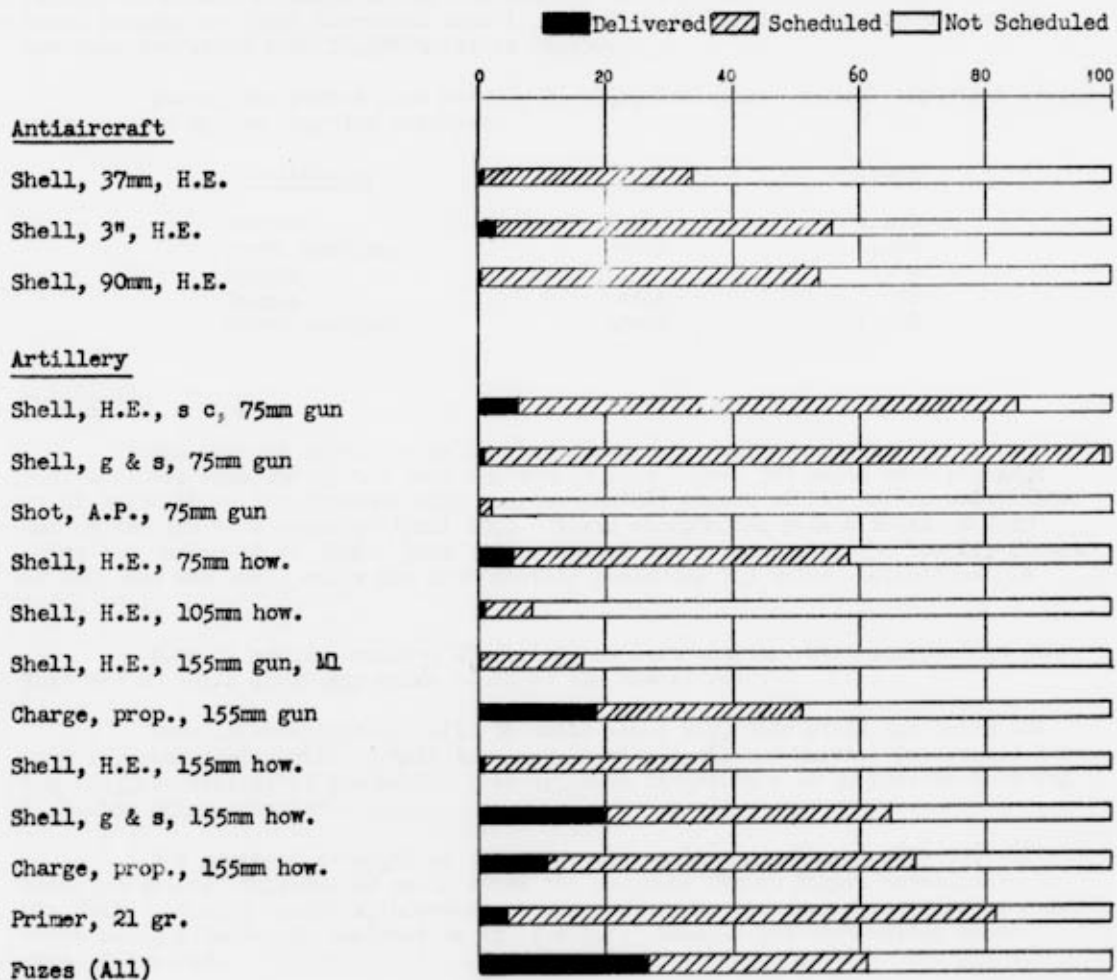 Delivered Scheduled Not Scheduled
0 20 40 60 80 100
Antiaircraft
Shell, 37mm, H.E.
Shell, 3", H.E.
Shell, 90mm, H.E.
Artillery
Shell, H.E., s c, 75mm gun
Shell, g & s, 75mm gun
Shot, A.P., 75mm gun
Shell, H.E., 75mm how.
Shell, H.E., 105mm how.
Shell, H.E., 155mm gun, M1
Charge, prop., 155mm gun
Shell, H.E., 155mm how.
Shell, g & s, 155mm how.
Charge, prop., 155mm how.
Primer, 21 gr.
Fuzes (All)